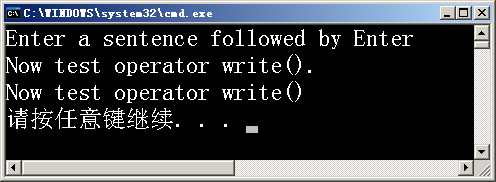 C:\WINDOWS\system32\cmd.exe
Enter a sentence followed by Enter
Now test operator write().
Now test operator write()
请按任意键继续. . .